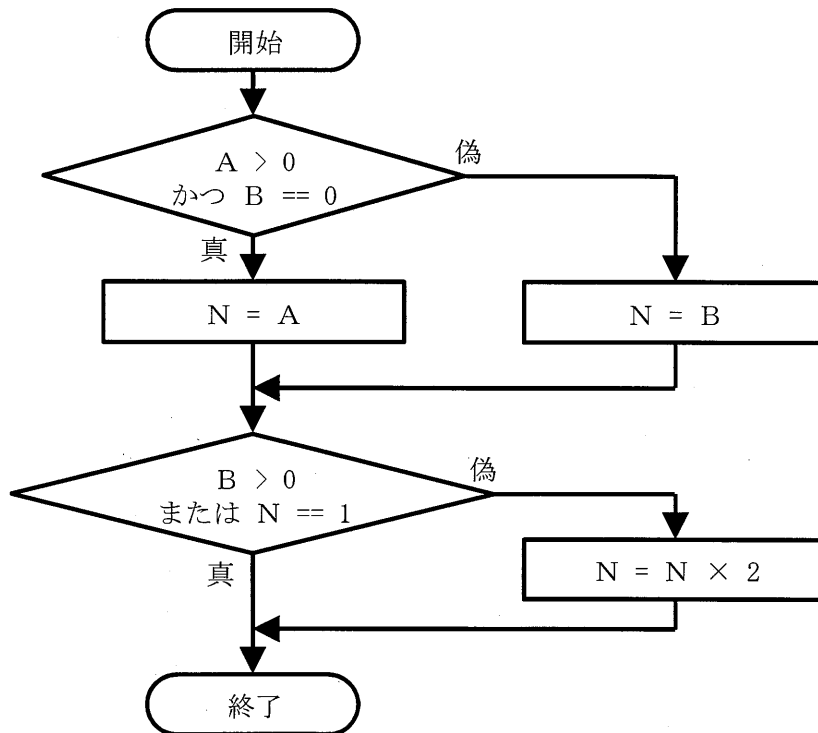 開始
A > 0
かつ B == 0
偽
真
N = A
N = B
B > 0
または N == 1
偽
真
N = N × 2
終了